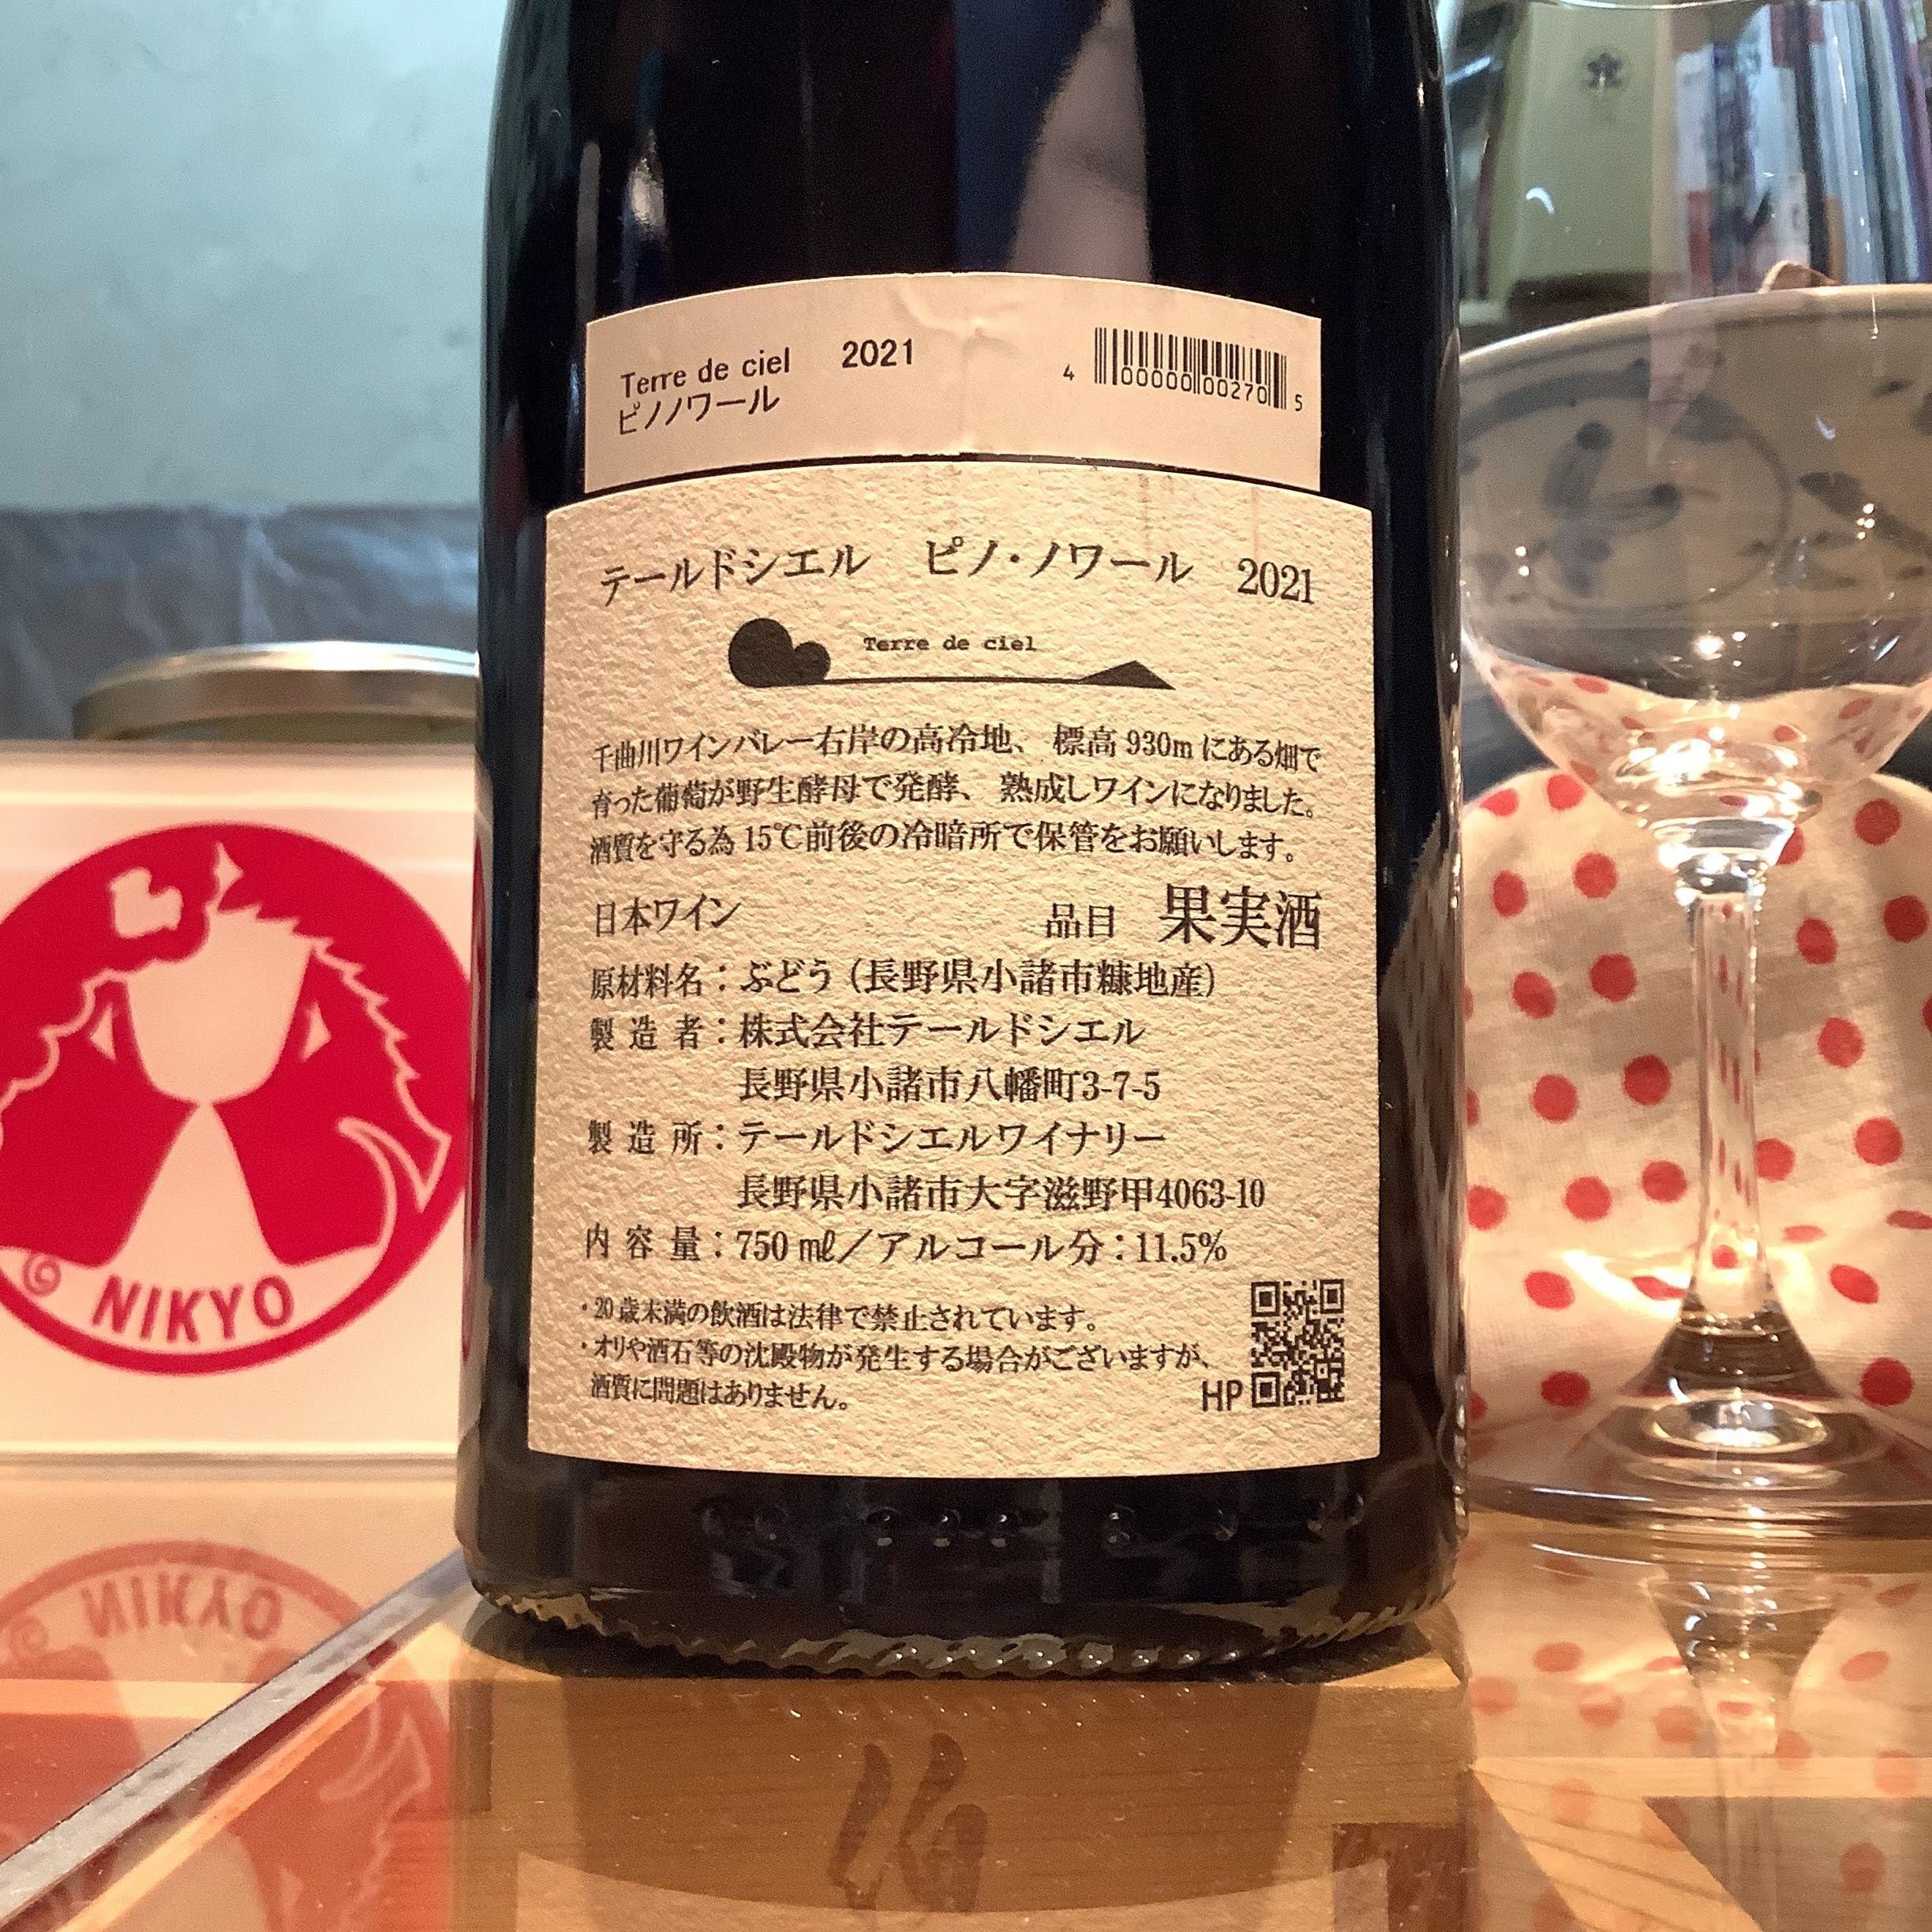 Terre de ciel 2021
ピノノワール
4 000000 00270 5
テールドシエル ピノ・ノワール 2021
Terre de ciel
千曲川ワインバレー右岸の高冷地、標高930mにある畑で
育った葡萄が野生酵母で発酵、熟成しワインになりました。
酒質を守る為15℃前後の冷暗所で保管をお願いします。
日本ワイン 品目 果実酒
原材料名：ぶどう（長野県小諸市糠地産）
製造者：株式会社テールドシエル
長野県小諸市八幡町3-7-5
製造所：テールドシエルワイナリー
長野県小諸市大字滋野甲4063-10
内容量：750㎖／アルコール分：11.5%
・20歳未満の飲酒は法律で禁止されています。
・オリや酒石等の沈殿物が発生する場合がございますが、
酒質に問題はありません。
HP
NIKYO